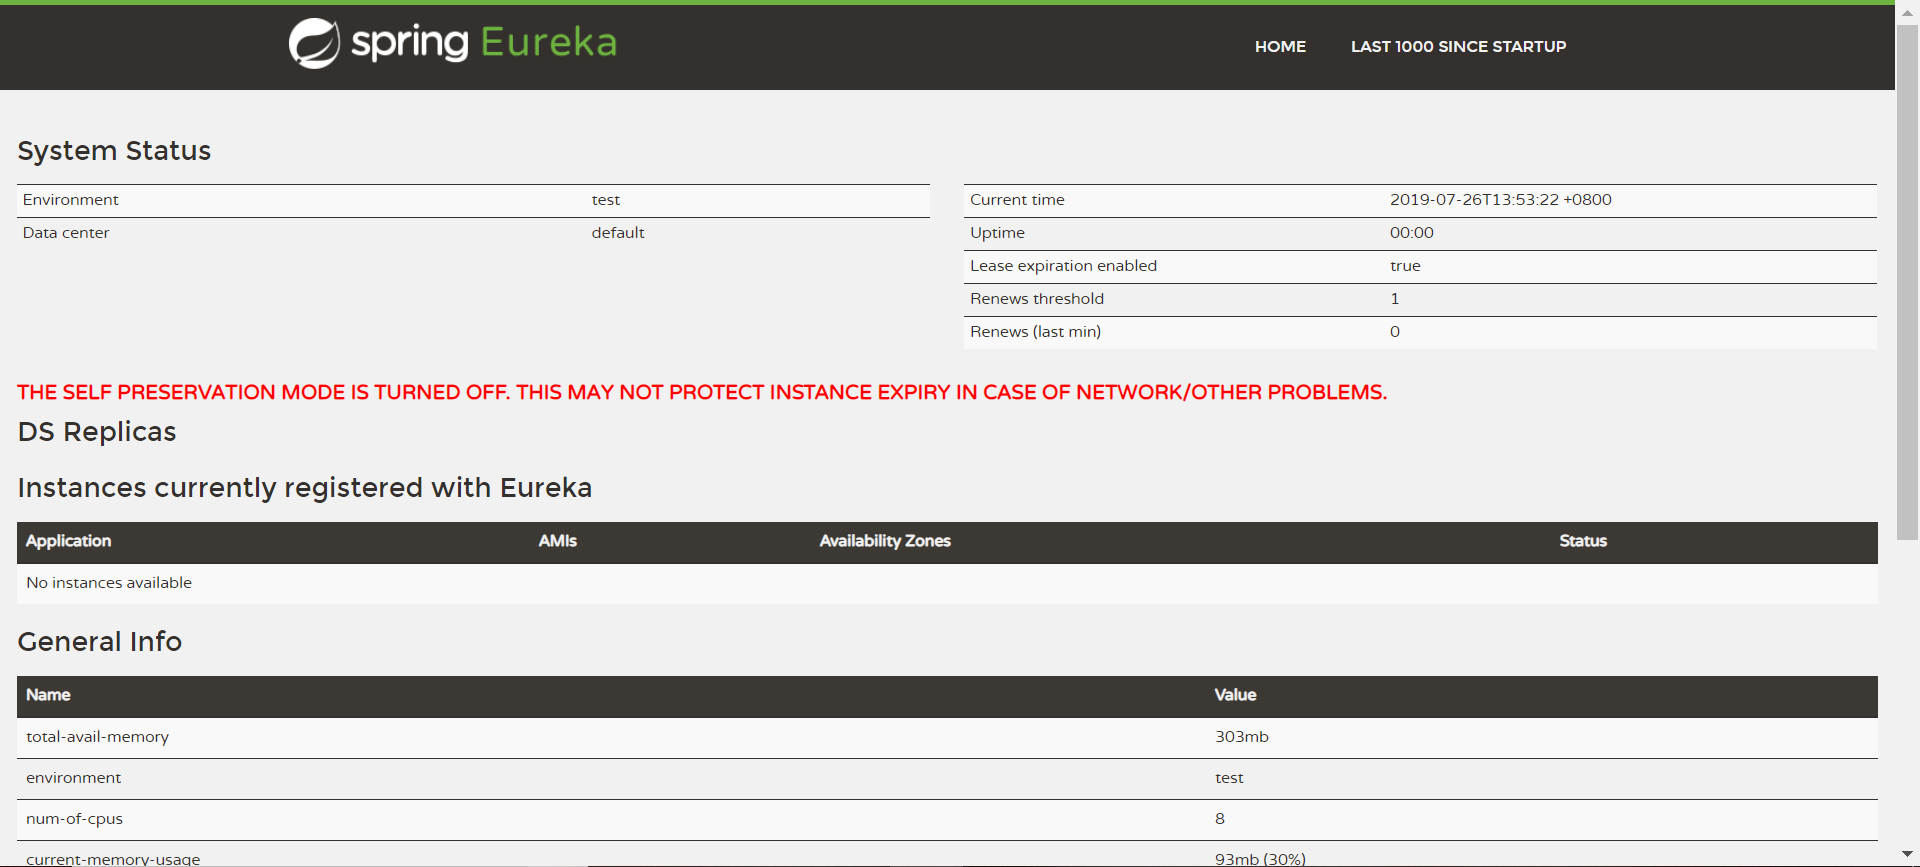 spring Eureka
HOME LAST 1000 SINCE STARTUP
System Status
Environment test
Data center default
Current time 2019-07-26T13:53:22 +0800
Uptime 00:00
Lease expiration enabled true
Renews threshold 1
Renews (last min) 0
THE SELF PRESERVATION MODE IS TURNED OFF. THIS MAY NOT PROTECT INSTANCE EXPIRY IN CASE OF NETWORK/OTHER PROBLEMS.
DS Replicas
Instances currently registered with Eureka
Application AMIs Availability Zones Status
No instances available
General Info
Name Value
total-avail-memory 303mb
environment test
num-of-cpus 8
current-memory-usage 93mb (30%)